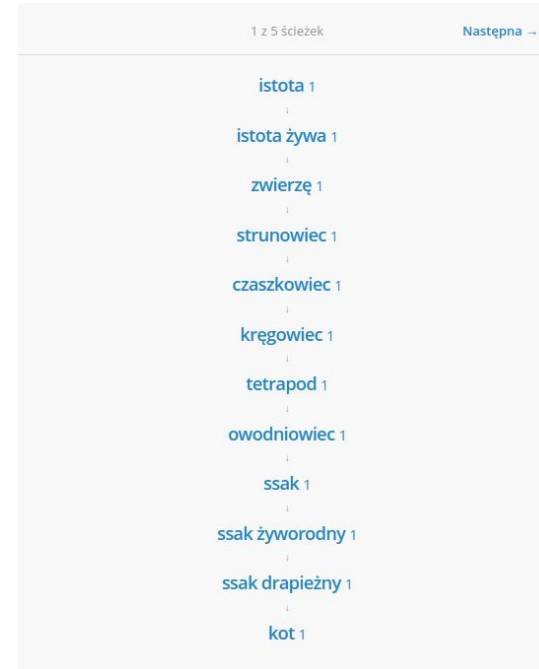 1 z 5 ścieżek Następna →
istota 1
↓
istota żywa 1
↓
zwierzę 1
↓
strunowiec 1
↓
czaszkowiec 1
↓
kręgowiec 1
↓
tetrapod 1
↓
owodniowiec 1
↓
ssak 1
↓
ssak żyworodny 1
↓
ssak drapieżny 1
↓
kot 1